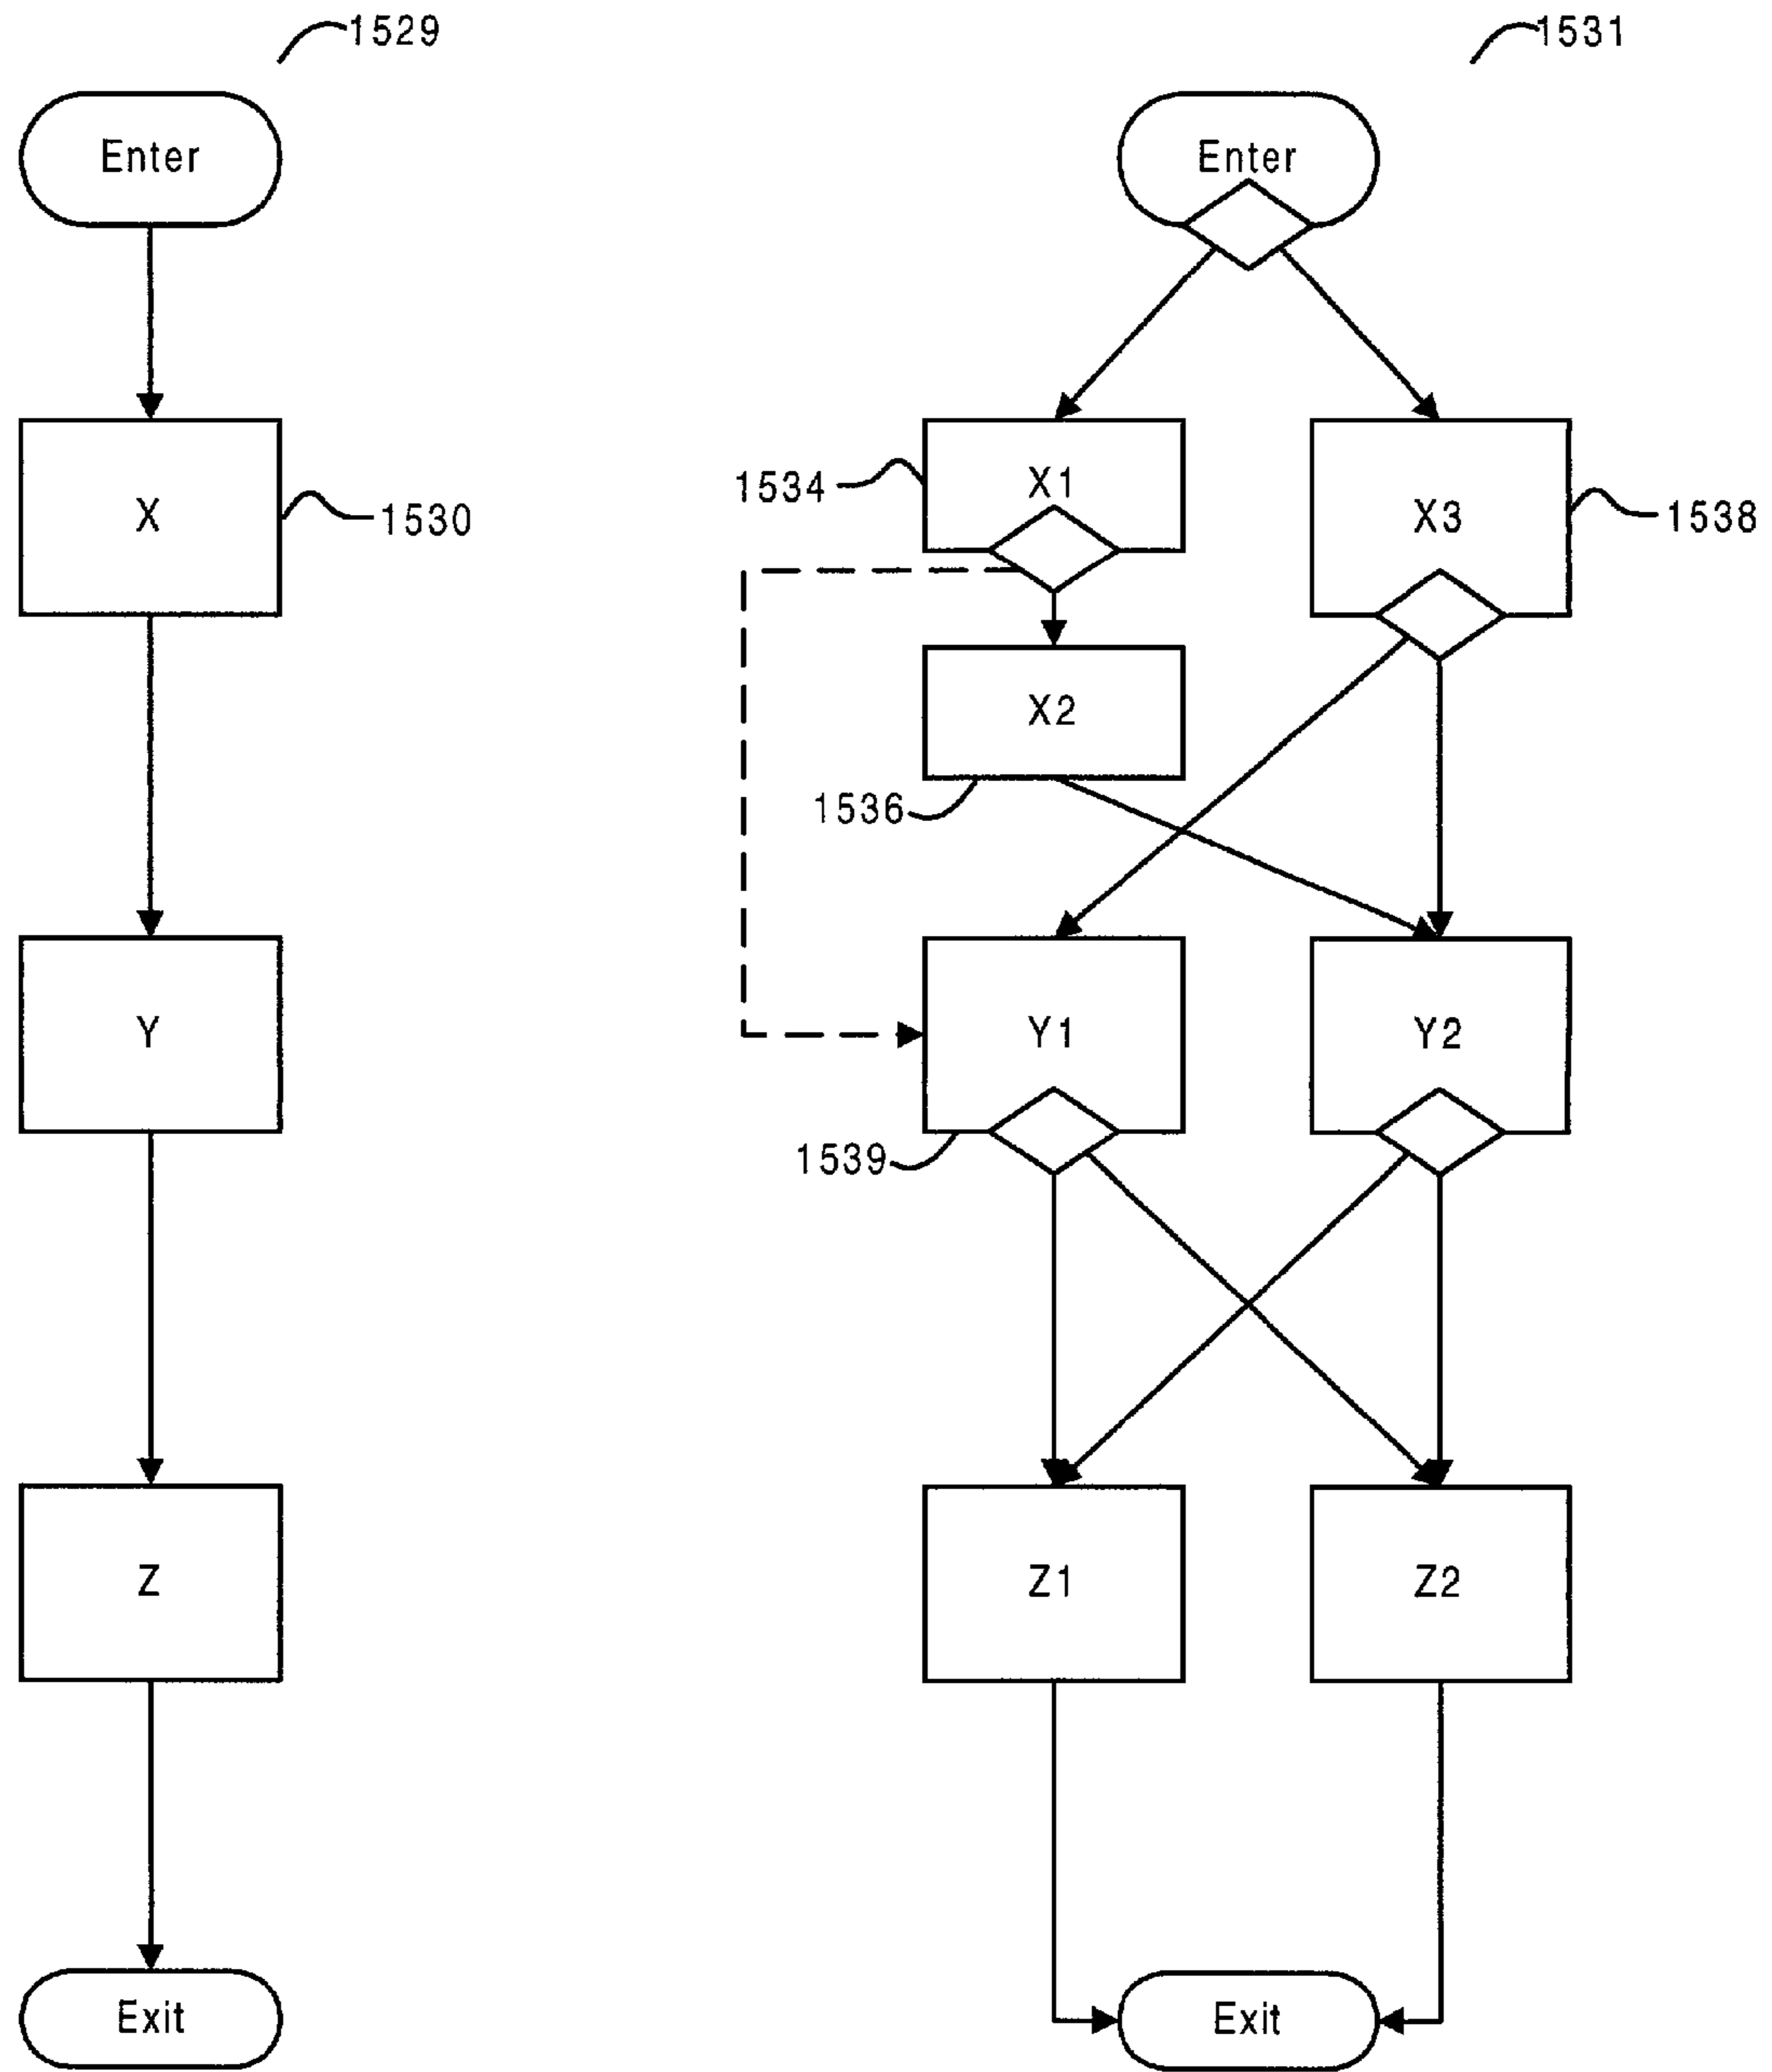 1529
1531
Enter
Enter
1534
X1
X
1530
X3
1538
X2
1536
Y
Y1
Y2
1539
Z
Z1
Z2
Exit
Exit